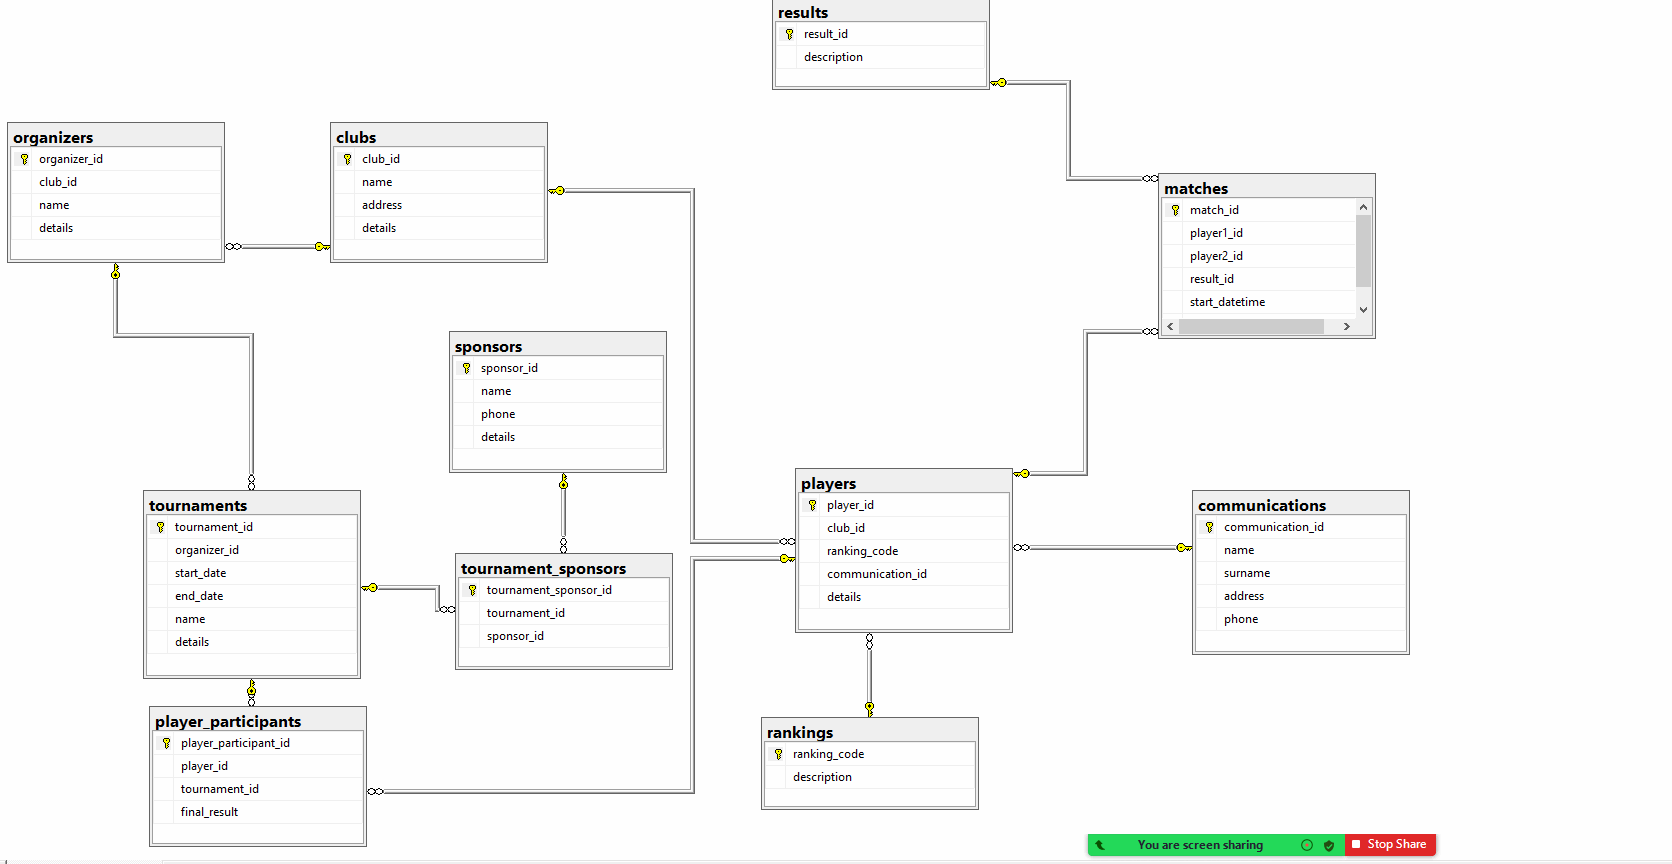 results
result_id
description
organizers
organizer_id
club_id
name
details
clubs
club_id
name
address
details
matches
match_id
player1_id
player2_id
result_id
start_datetime
sponsors
sponsor_id
name
phone
details
tournaments
tournament_id
organizer_id
start_date
end_date
name
details
tournament_sponsors
tournament_sponsor_id
tournament_id
sponsor_id
players
player_id
club_id
ranking_code
communication_id
details
communications
communication_id
name
surname
address
phone
player_participants
player_participant_id
player_id
tournament_id
final_result
rankings
ranking_code
description
You are screen sharing
Stop Share